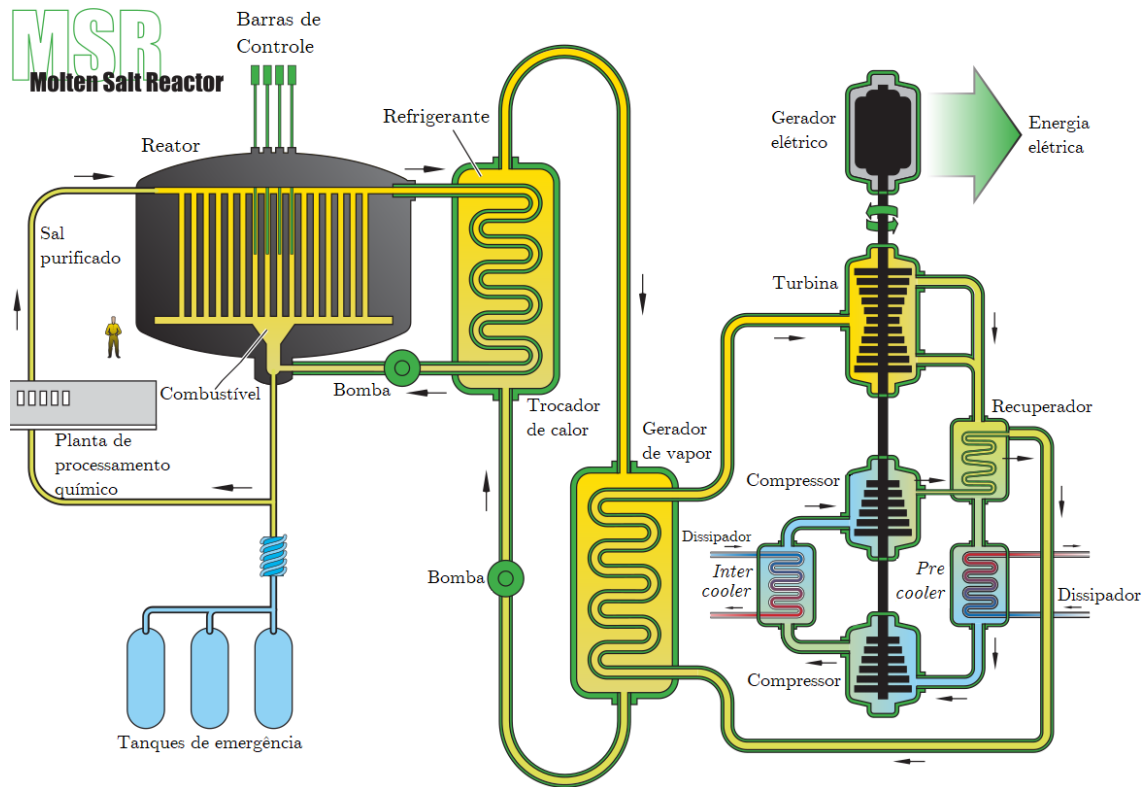 MSR
Molten Salt Reactor
Barras de
Controle
Reator
Refrigerante
Gerador
elétrico
Energia
elétrica
Sal
purificado
Turbina
Combustível
Bomba
Trocador
de calor
Gerador
de vapor
Recuperador
Planta de
processamento
químico
Compressor
Dissipador
Inter
cooler
Pre
cooler
Dissipador
Bomba
Compressor
Tanques de emergência